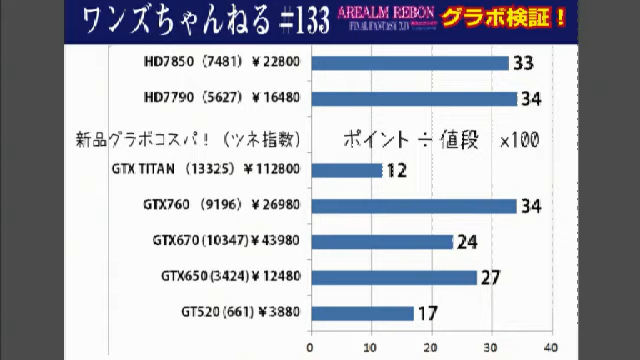 ワンズちゃんねる #133 AREALM REBON グラボ検証！
FINAL FANTASY XIV
HD7850 (7481) ¥22800 33
HD7790 (5627) ¥16480 34
新品グラボコスパ！(ツネ指数) ポイント ÷ 値段 x100
GTX TITAN (13325) ¥112800 12
GTX760 (9196) ¥26980 34
GTX670 (10347) ¥43980 24
GTX650 (3424) ¥12480 27
GT520 (661) ¥3880 17
0 10 20 30 40